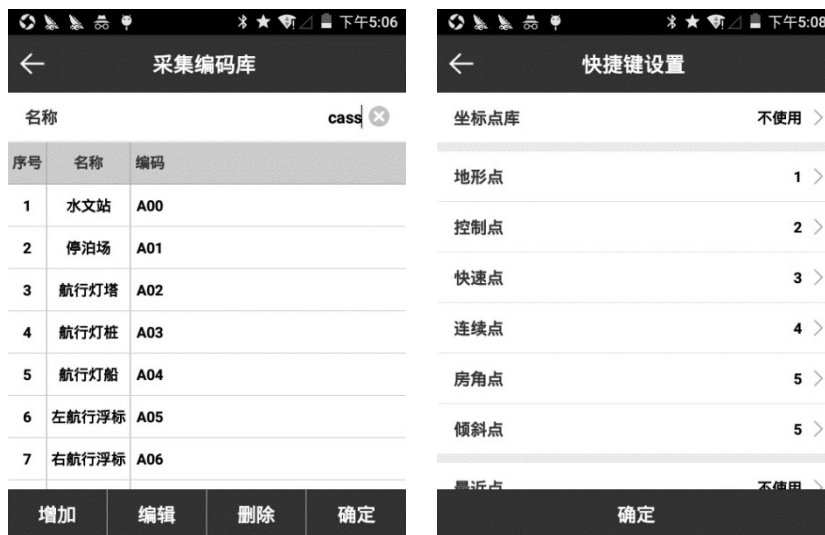 下午5:06
采集编码库
名称 cass
序号 名称 编码
1 水文站 A00
2 停泊场 A01
3 航行灯塔 A02
4 航行灯桩 A03
5 航行灯船 A04
6 左航行浮标 A05
7 右航行浮标 A06
增加 编辑 删除 确定
下午5:08
快捷键设置
坐标点库 不使用
地形点 1
控制点 2
快速点 3
连续点 4
房角点 5
倾斜点 5
最近点 不使用
确定